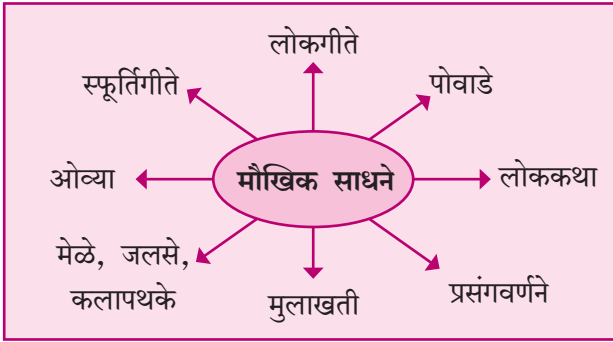 लोकगीते
स्फूर्तिगीते
पोवाडे
ओव्या
मौखिक साधने
लोककथा
मेळे, जलसे,
कलापथके
मुलाखती
प्रसंगवर्णने